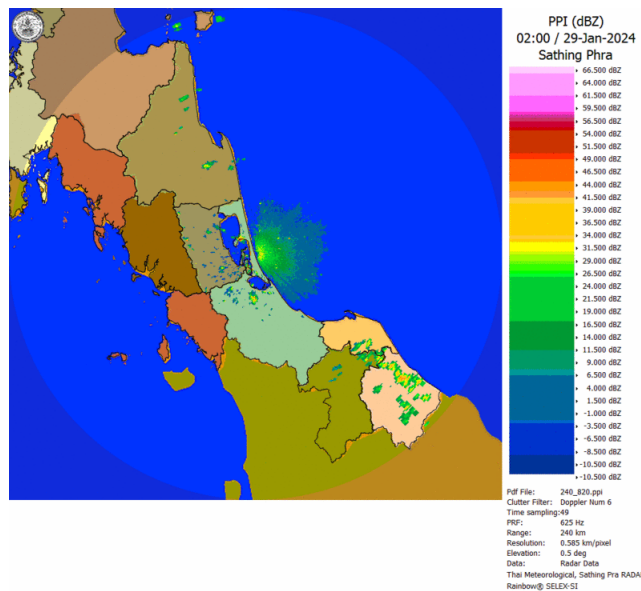 PPI (dBZ)
02:00 / 29-Jan-2024
Sathing Phra
66.500 dBZ
64.000 dBZ
61.500 dBZ
59.500 dBZ
56.500 dBZ
54.000 dBZ
51.500 dBZ
49.000 dBZ
46.500 dBZ
44.000 dBZ
41.500 dBZ
39.000 dBZ
36.500 dBZ
34.000 dBZ
31.500 dBZ
29.000 dBZ
26.500 dBZ
24.000 dBZ
21.500 dBZ
19.000 dBZ
16.500 dBZ
14.000 dBZ
11.500 dBZ
9.000 dBZ
6.500 dBZ
4.000 dBZ
1.500 dBZ
-1.000 dBZ
-3.500 dBZ
-6.500 dBZ
-8.500 dBZ
-10.500 dBZ
-10.500 dBZ
Pdf File: 240_820.ppi
Clutter Filter: Doppler Num 6
Time sampling:49
PRF: 625 Hz
Range: 240 km
Resolution: 0.585 km/pixel
Elevation: 0.5 deg
Data: Radar Data
Thai Meteorological, Sathing Pra RADA
Rainbow® SELEX-SI